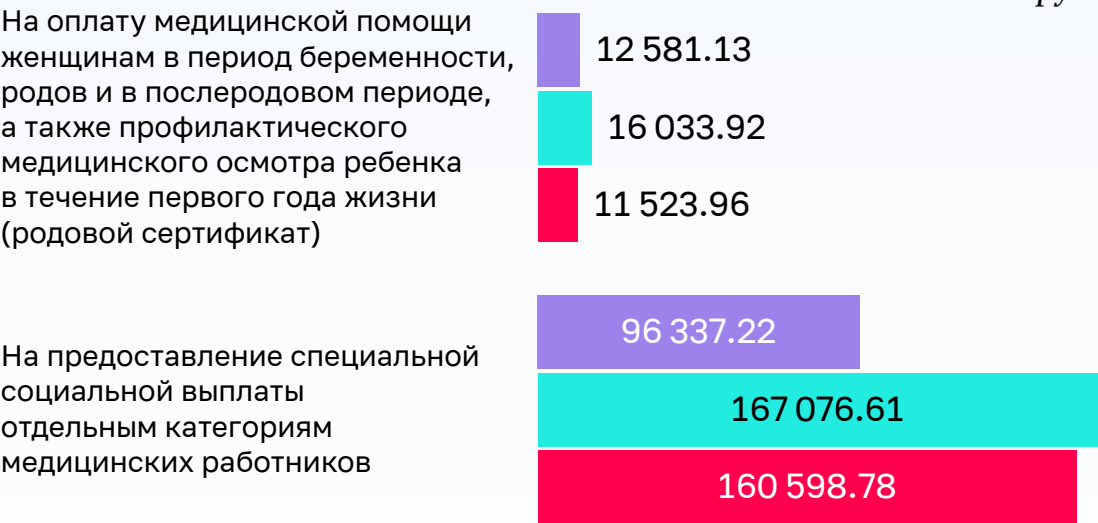 На оплату медицинской помощи
женщинам в период беременности,
родов и в послеродовом периоде,
а также профилактического
медицинского осмотра ребенка
в течение первого года жизни
(родовой сертификат)
12 581.13
16 033.92
11 523.96
На предоставление специальной
социальной выплаты
отдельным категориям
медицинских работников
96 337.22
167 076.61
160 598.78